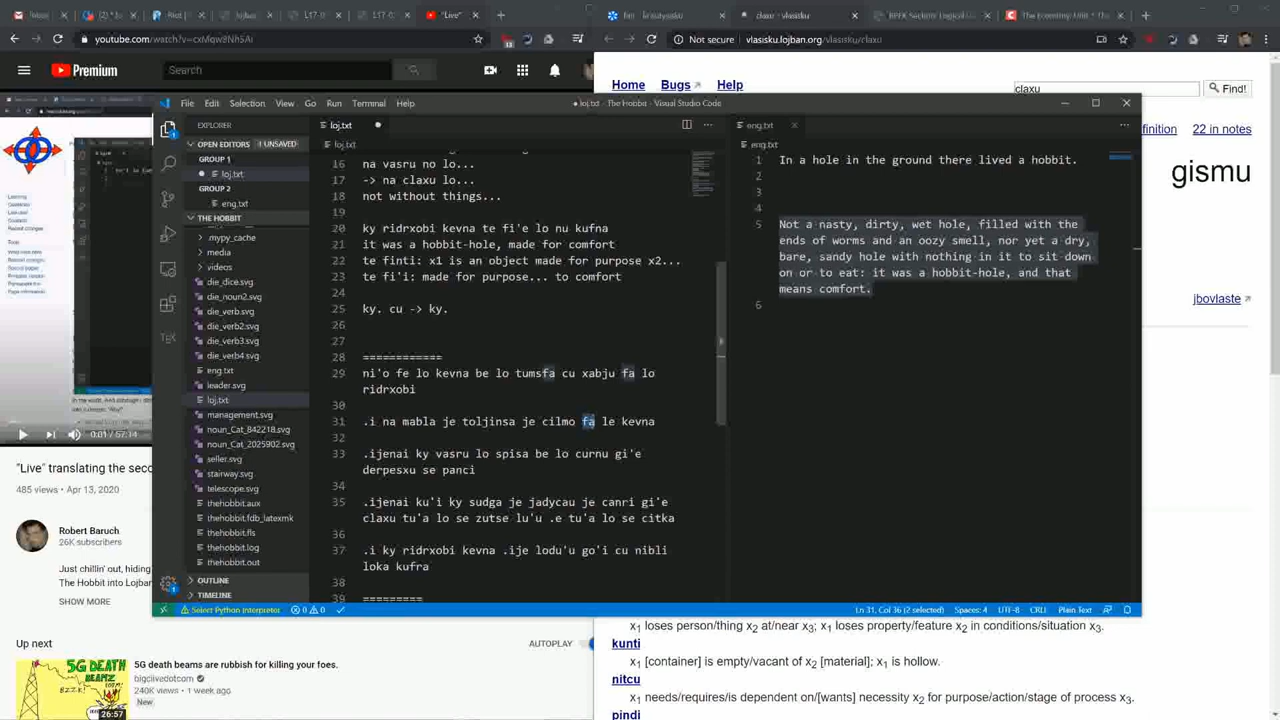 "Live"
youtube.com/watch?v=cxMqw9Nh5AI
Not secure
vlasisku.lojban.org/vlasisku/claxu
Premium
Search
Home Bugs Help
claxu
Find!
22 in notes
gismu
jbovlaste
File Edit Selection View Go Run Terminal Help
loj.txt - The Hobbit - Visual Studio Code
EXPLORER
OPEN EDITORS 1 UNSAVED
GROUP 1
loj.txt
GROUP 2
eng.txt
THE HOBBIT
.mypy_cache
media
videos
die_dice.svg
die_noun2.svg
die_verb.svg
die_verb2.svg
die_verb3.svg
die_verb4.svg
eng.txt
leader.svg
loj.txt
management.svg
noun_Cat_842218.svg
noun_Cat_2025902.svg
seller.svg
stairway.svg
telescope.svg
thehobbit.aux
thehobbit.fdb_latexmk
thehobbit.fls
thehobbit.log
thehobbit.out
OUTLINE
TIMELINE
loj.txt
loj.txt
16 na vasru no lo...
17 -> na claxu lo...
18 not without things...
19
20 ky ridrxobi kevna te fi'e lo nu kufna
21 it was a hobbit-hole, made for comfort
22 te finti: x1 is an object made for purpose x2...
23 te fi'i: made for purpose... to comfort
24
25 ky. cu -> ky.
26
27
28 ============
29 ni'o fe lo kevna be lo tumsfa cu xabju fa lo
ridrxobi
30
31 .i na mabla je toljinsa je cilmo fa le kevna
32
33 .ijenai ky vasru lo spisa be lo curnu gi'e
derpesxu se panci
34
35 .ijenai ku'i ky sudga je jadycau je canri gi'e
claxu tu'a lo se zutse lu'u .e tu'a lo se citka
36
37 .i ky ridrxobi kevna .ije lodu'u go'i cu nibli
loka kufra
38
39 =========
eng.txt
eng.txt
1 In a hole in the ground there lived a hobbit.
2
3
4
5 Not a nasty, dirty, wet hole, filled with the
ends of worms and an oozy smell, nor yet a dry,
bare, sandy hole with nothing in it to sit down
on or to eat: it was a hobbit-hole, and that
means comfort.
6
Select Python Interpreter 0 0
Ln 31, Col 36 (2 selected) Spaces: 4 UTF-8 CRLF Plain Text
0:01 / 57:14
"Live" translating the seco
485 views • Apr 13, 2020
Robert Baruch
26K subscribers
Just chillin' out, hiding
The Hobbit into Lojban
SHOW MORE
Up next
AUTOPLAY
5G death beams are rubbish for killing your foes.
bigclivedotcom
240K views • 1 week ago
New
5G DEATH
BEAMZ
BZZZ!
26:57
x1 loses person/thing x2 at/near x3; x1 loses property/feature x2 in conditions/situation x3.
kunti
x1 [container] is empty/vacant of x2 [material]; x1 is hollow.
nitcu
x1 needs/requires/is dependent on/[wants] necessity x2 for purpose/action/stage of process x3.
pindi